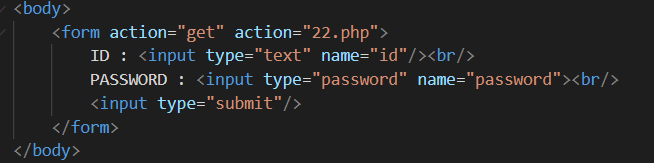 <body>
<form action="get" action="22.php">
ID : <input type="text" name="id"/><br/>
PASSWORD : <input type="password" name="password"><br/>
<input type="submit"/>
</form>
</body>